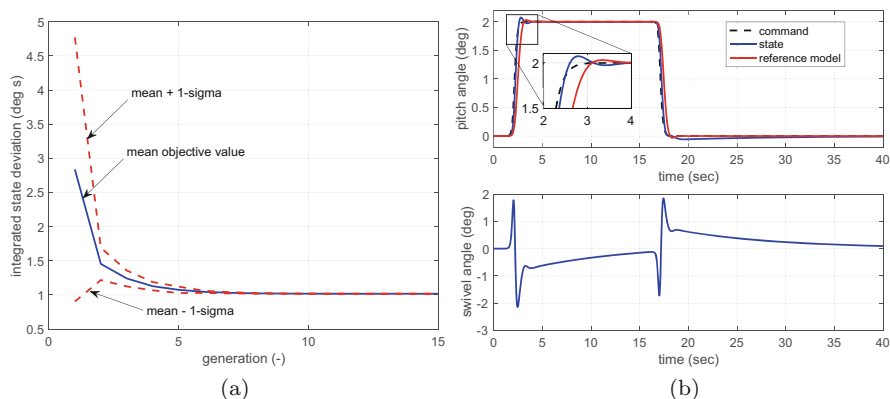 5
4.5
4
3.5
3
2.5
2
1.5
1
0.5
integrated state deviation (deg s)
mean + 1-sigma
mean objective value
mean - 1-sigma
0 5 10 15
generation (-)
(a)
2
1.5
1
0.5
0
pitch angle (deg)
command
state
reference model
2
1.5
2 3 4
0 5 10 15 20 25 30 35 40
time (sec)
2
1
0
-1
-2
-3
swivel angle (deg)
0 5 10 15 20 25 30 35 40
time (sec)
(b)